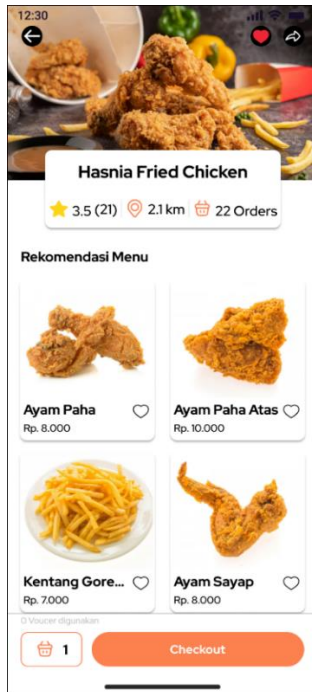 12:30
Hasnia Fried Chicken
3.5 (21) 2.1 km 22 Orders
Rekomendasi Menu
Ayam Paha Ayam Paha Atas
Rp. 8.000 Rp. 10.000
Kentang Gore... Ayam Sayap
Rp. 7.000 Rp. 8.000
0 Voucer digunakan
1 Checkout